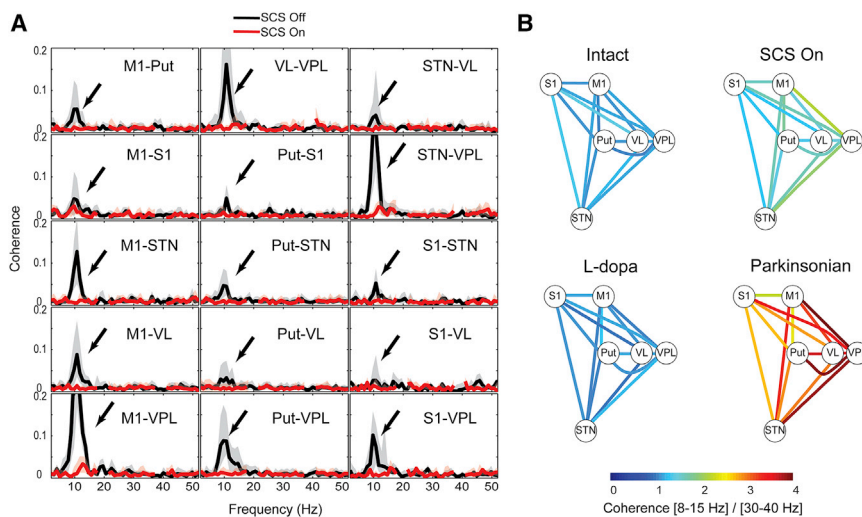 A
SCS Off
SCS On
B
0.2
M1-Put
VL-VPL
STN-VL
0.1
0
0.2
M1-S1
Put-S1
STN-VPL
0.1
0
M1-STN
Put-STN
S1-STN
0.1
0
0.2
M1-VL
Put-VL
S1-VL
0.1
0
0.2
M1-VPL
Put-VPL
S1-VPL
0.1
0
10 20 30 40 50
10 20 30 40 50
10 20 30 40 50
Coherence
Frequency (Hz)
Intact
S1
M1
Put
VL
VPL
STN
SCS On
S1
M1
Put
VL
VPL
STN
L-dopa
S1
M1
Put
VL
VPL
STN
Parkinsonian
S1
M1
Put
VL
VP
STN
0 1 2 3 4
Coherence [8-15 Hz] / [30-40 Hz]